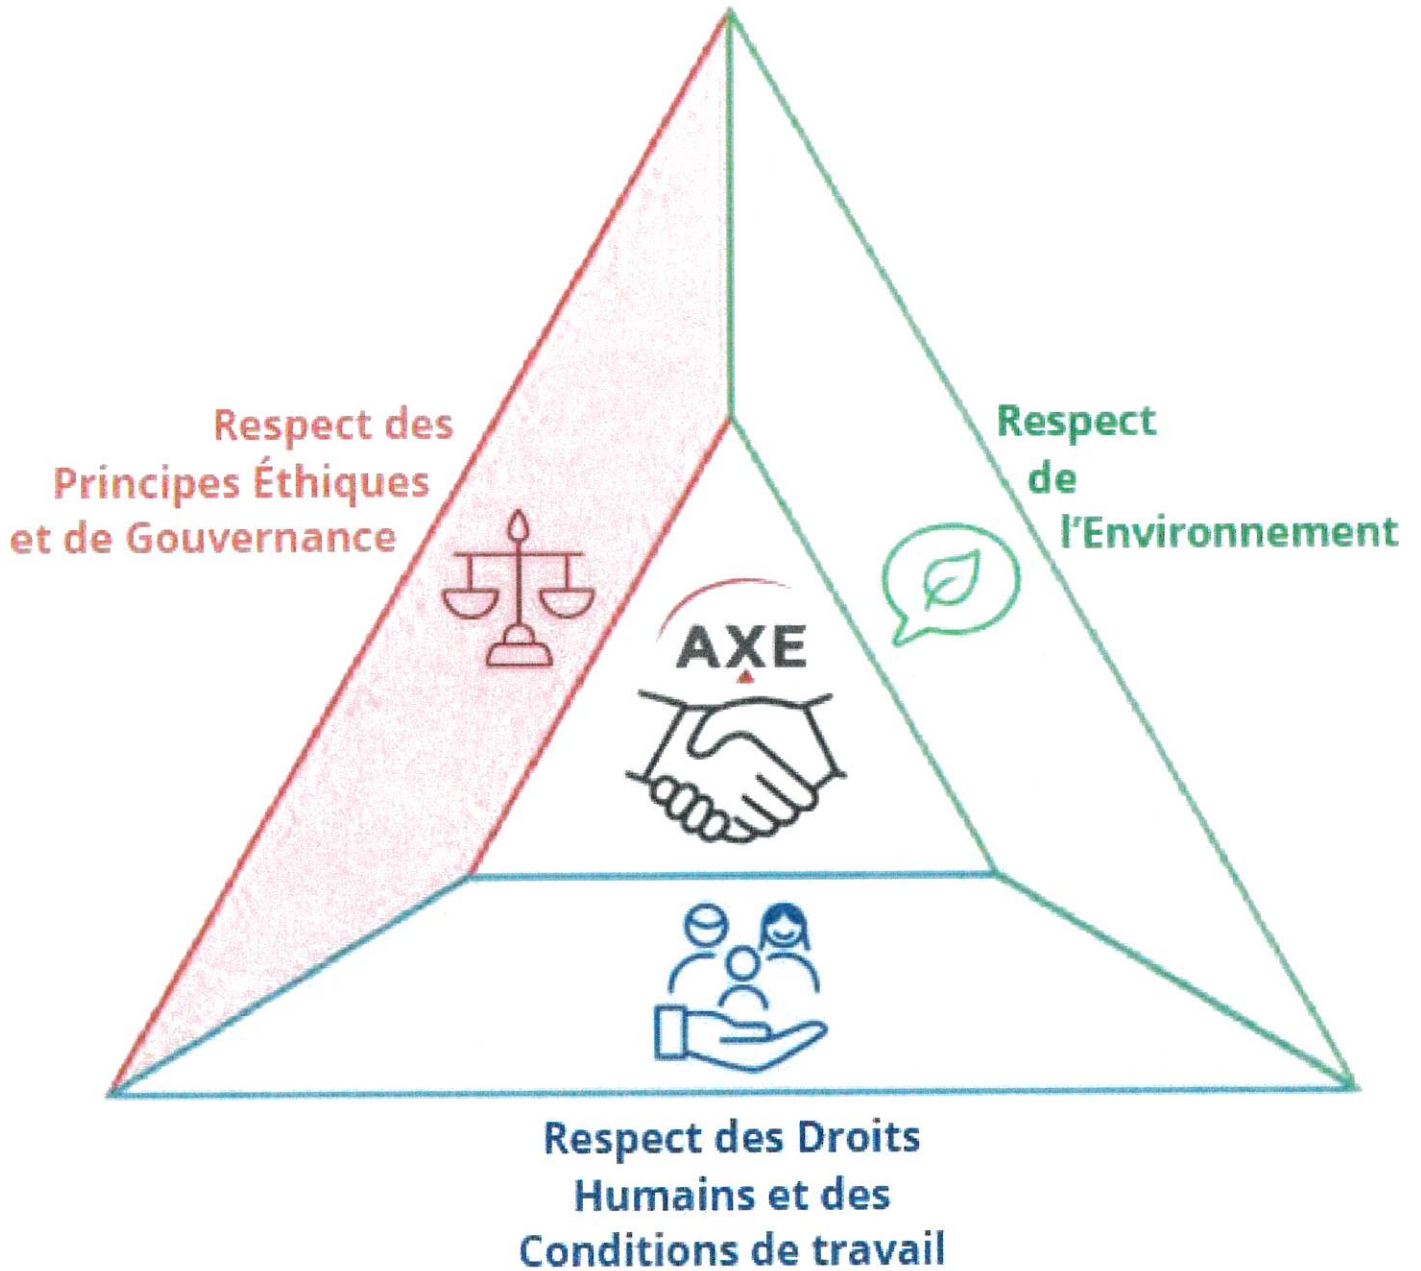 Respect des
Principes Éthiques
et de Gouvernance
Respect
de
l’Environnement
AXE
Respect des Droits
Humains et des
Conditions de travail